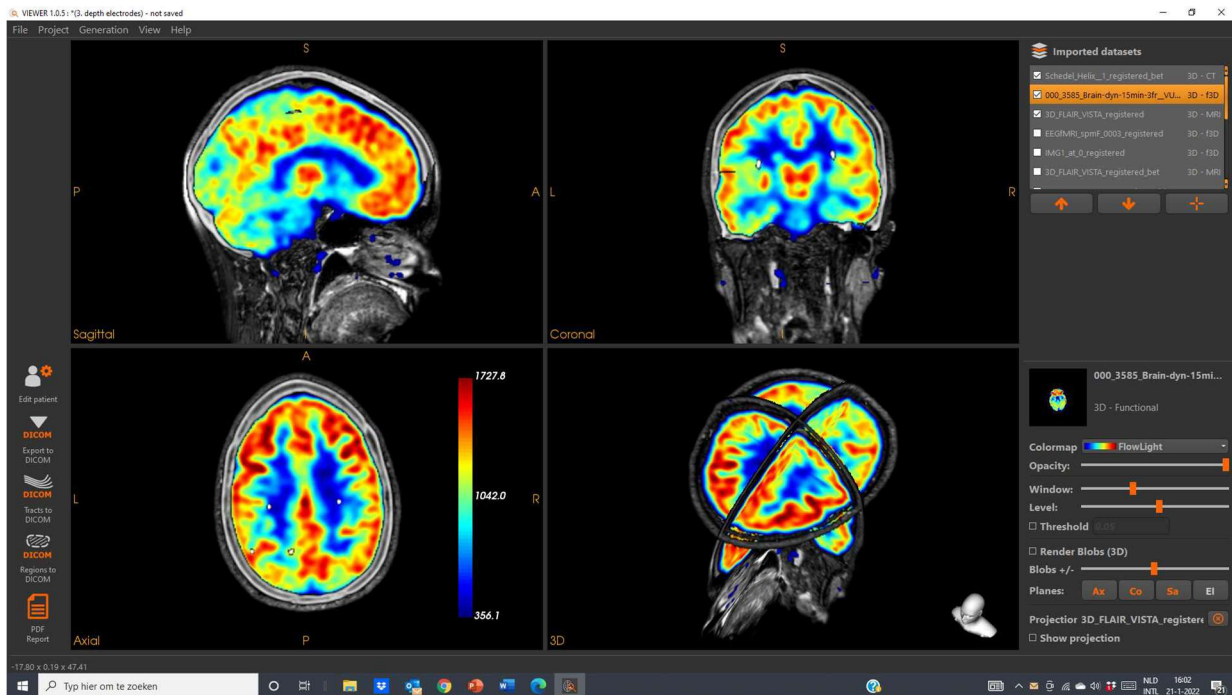 VIEWER 1.0.5 : *(3. depth electrodes) - not saved
File Project Generation View Help
S
P
A
I
Sagittal
S
L
R
I
Coronal
A
L
R
P
Axial
1727.8
1042.0
356.1
3D
Edit patient
DICOM
Export to
DICOM
DICOM
Tracts to
DICOM
DICOM
Regions to
DICOM
PDF
Report
Imported datasets
Schedel_Helix__1_registered_bet 3D - CT
000_3585_Brain-dyn-15min-3fr__VU... 3D - f3D
3D_FLAIR_VISTA_registered 3D - MRI
EEGfMRI_spmF_0003_registered 3D - f3D
IMG1_at_0_registered 3D - f3D
3D_FLAIR_VISTA_registered_bet 3D - MRI
000_3585_Brain-dyn-15mi...
3D - Functional
Colormap FlowLight
Opacity:
Window:
Level:
Threshold 0.05
Render Blobs (3D)
Blobs +/-
Planes: Ax Co Sa El
Projection 3D_FLAIR_VISTA_registere
Show projection
-17.80 x 0.19 x 47.41
Typ hier om te zoeken
NLD 16:02
INTL 21-1-2022
21